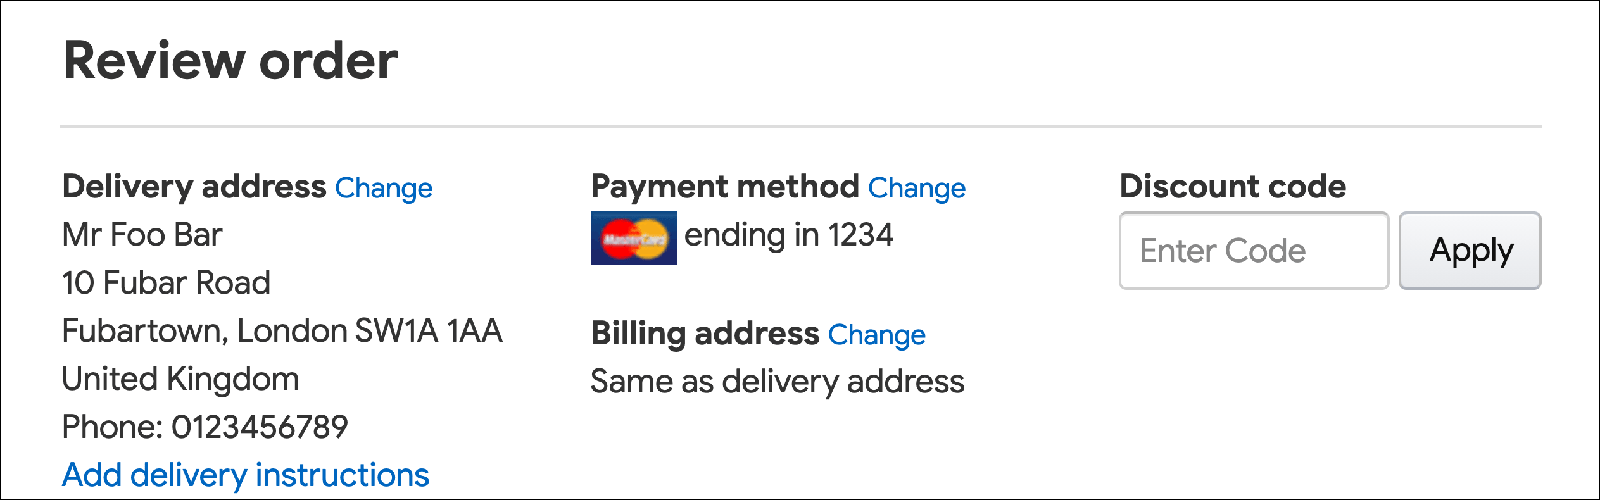 Review order
Delivery address Change
Mr Foo Bar
10 Fubar Road
Fubartown, London SW1A 1AA
United Kingdom
Phone: 0123456789
Add delivery instructions
Payment method Change
MasterCard ending in 1234
Billing address Change
Same as delivery address
Discount code
Enter Code
Apply